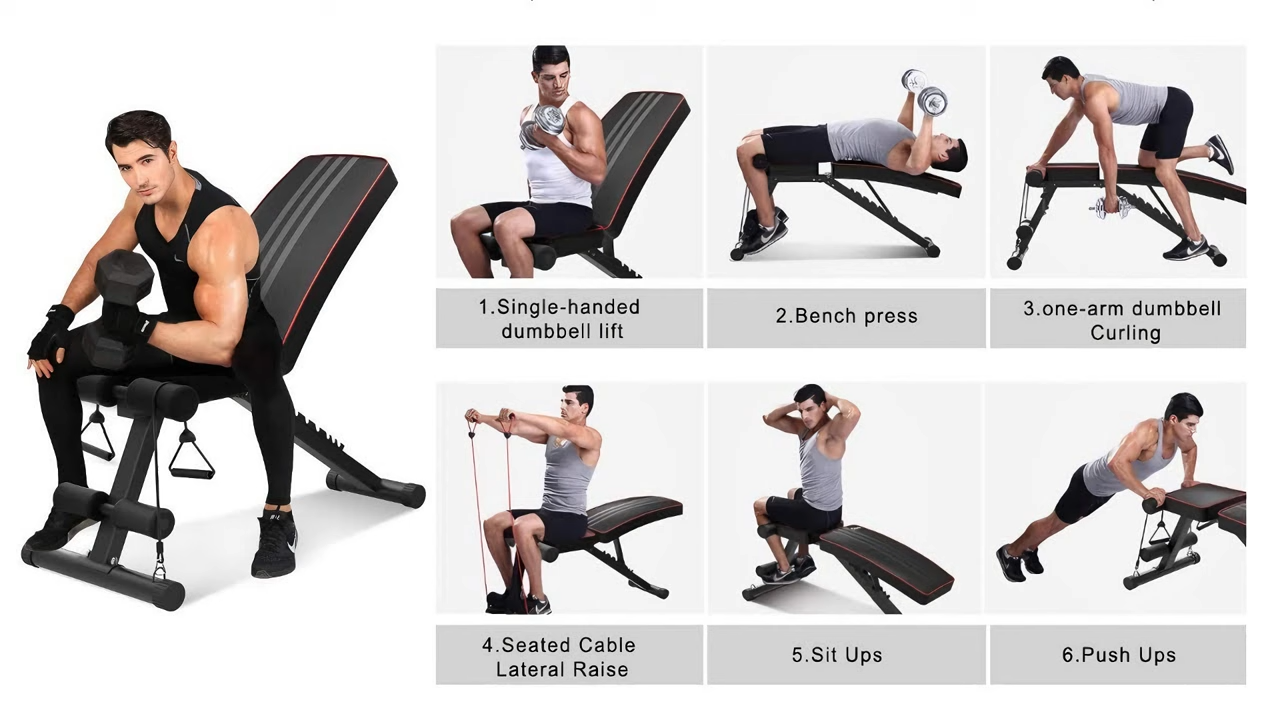 1.Single-handed
dumbbell lift
2.Bench press
3.one-arm dumbbell
Curling
4.Seated Cable
Lateral Raise
5.Sit Ups
6.Push Ups